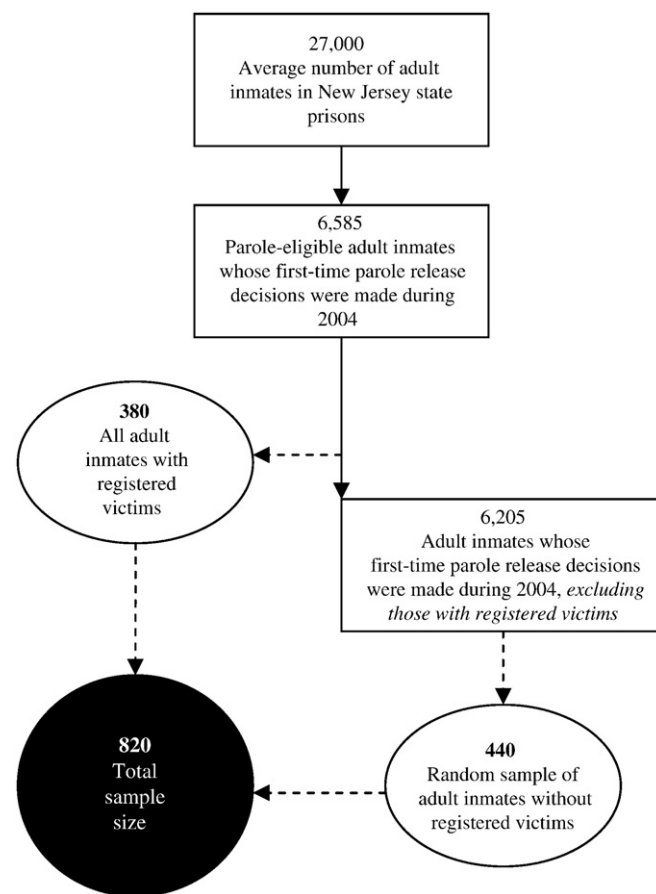 27,000
Average number of adult
inmates in New Jersey state
prisons
6,585
Parole-eligible adult inmates
whose first-time parole release
decisions were made during
2004
380
All adult
inmates with
registered
victims
6,205
Adult inmates whose
first-time parole release decisions
were made during 2004, excluding
those with registered victims
820
Total
sample
size
440
Random sample of
adult inmates without
registered victims